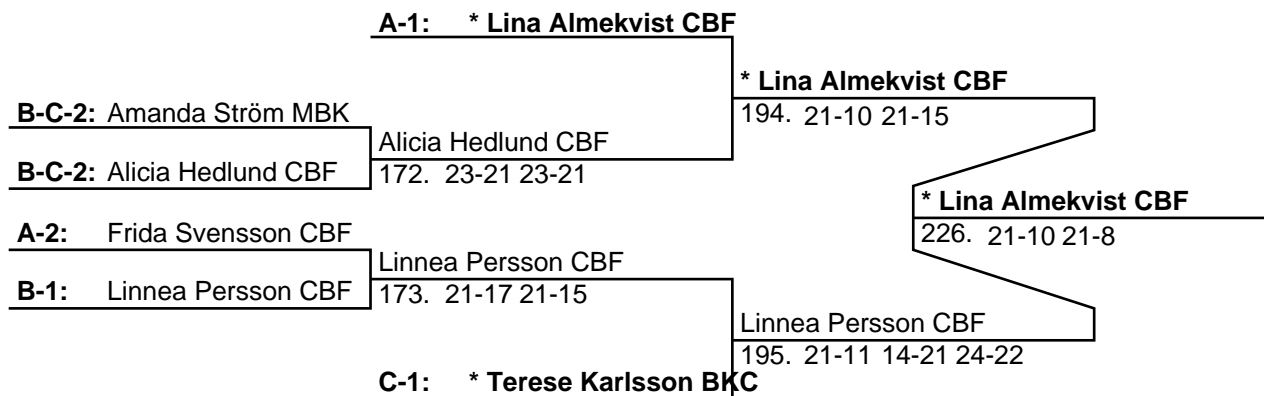 A-1: * Lina Almekvist CBF
* Lina Almekvist CBF
194. 21-10 21-15
B-C-2: Amanda Ström MBK
Alicia Hedlund CBF
B-C-2: Alicia Hedlund CBF
172. 23-21 23-21
* Lina Almekvist CBF
A-2: Frida Svensson CBF
226. 21-10 21-8
Linnea Persson CBF
B-1: Linnea Persson CBF
173. 21-17 21-15
Linnea Persson CBF
195. 21-11 14-21 24-22
C-1: * Terese Karlsson BKC